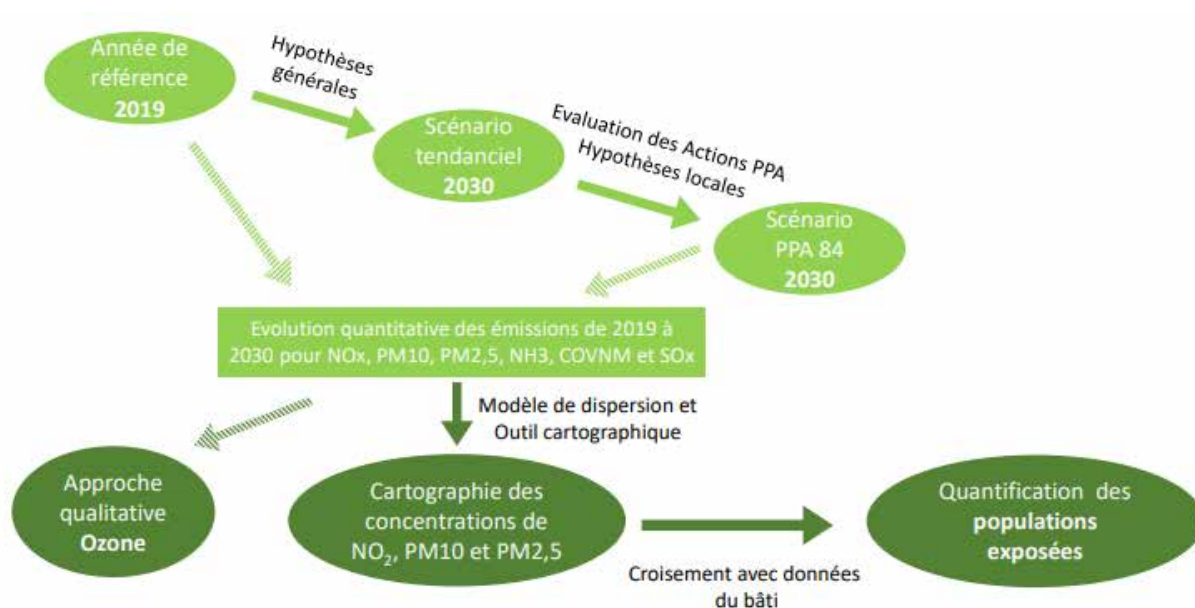 Année de
référence
2019
Hypothèses
générales
Scénario
tendanciel
2030
Evaluation des Actions PPA
Hypothèses locales
Scénario
PPA 84
2030
Evolution quantitative des émissions de 2019 à
2030 pour NOx, PM10, PM2,5, NH3, COVNM et SOx
Modèle de dispersion et
Outil cartographique
Approche
qualitative
Ozone
Cartographie des
concentrations de
NO₂, PM10 et PM2,5
Croisement avec données
du bâti
Quantification des
populations
exposées